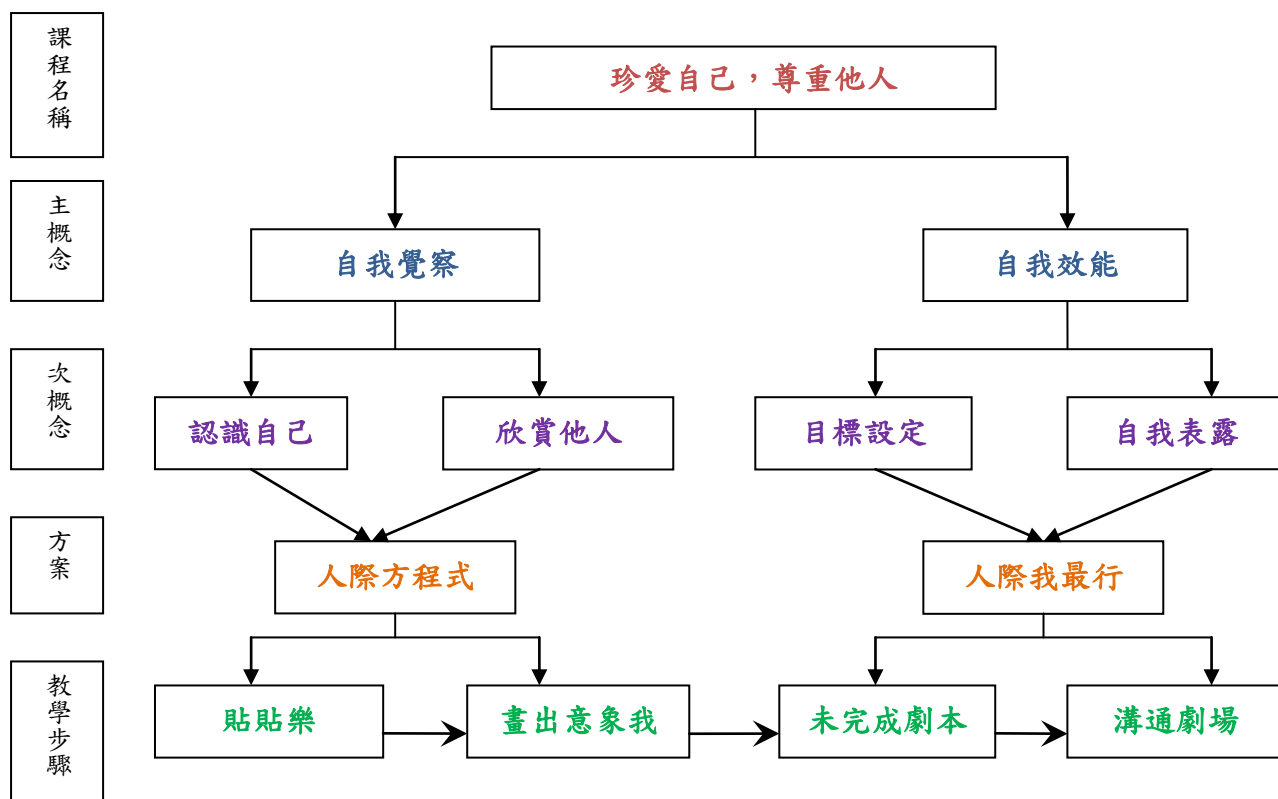 課程名稱
珍愛自己，尊重他人
主概念
自我覺察
自我效能
次概念
認識自己
欣賞他人
目標設定
自我表露
方案
人際方程式
人際我最行
教學步驟
貼貼樂
畫出意象我
未完成劇本
溝通劇場